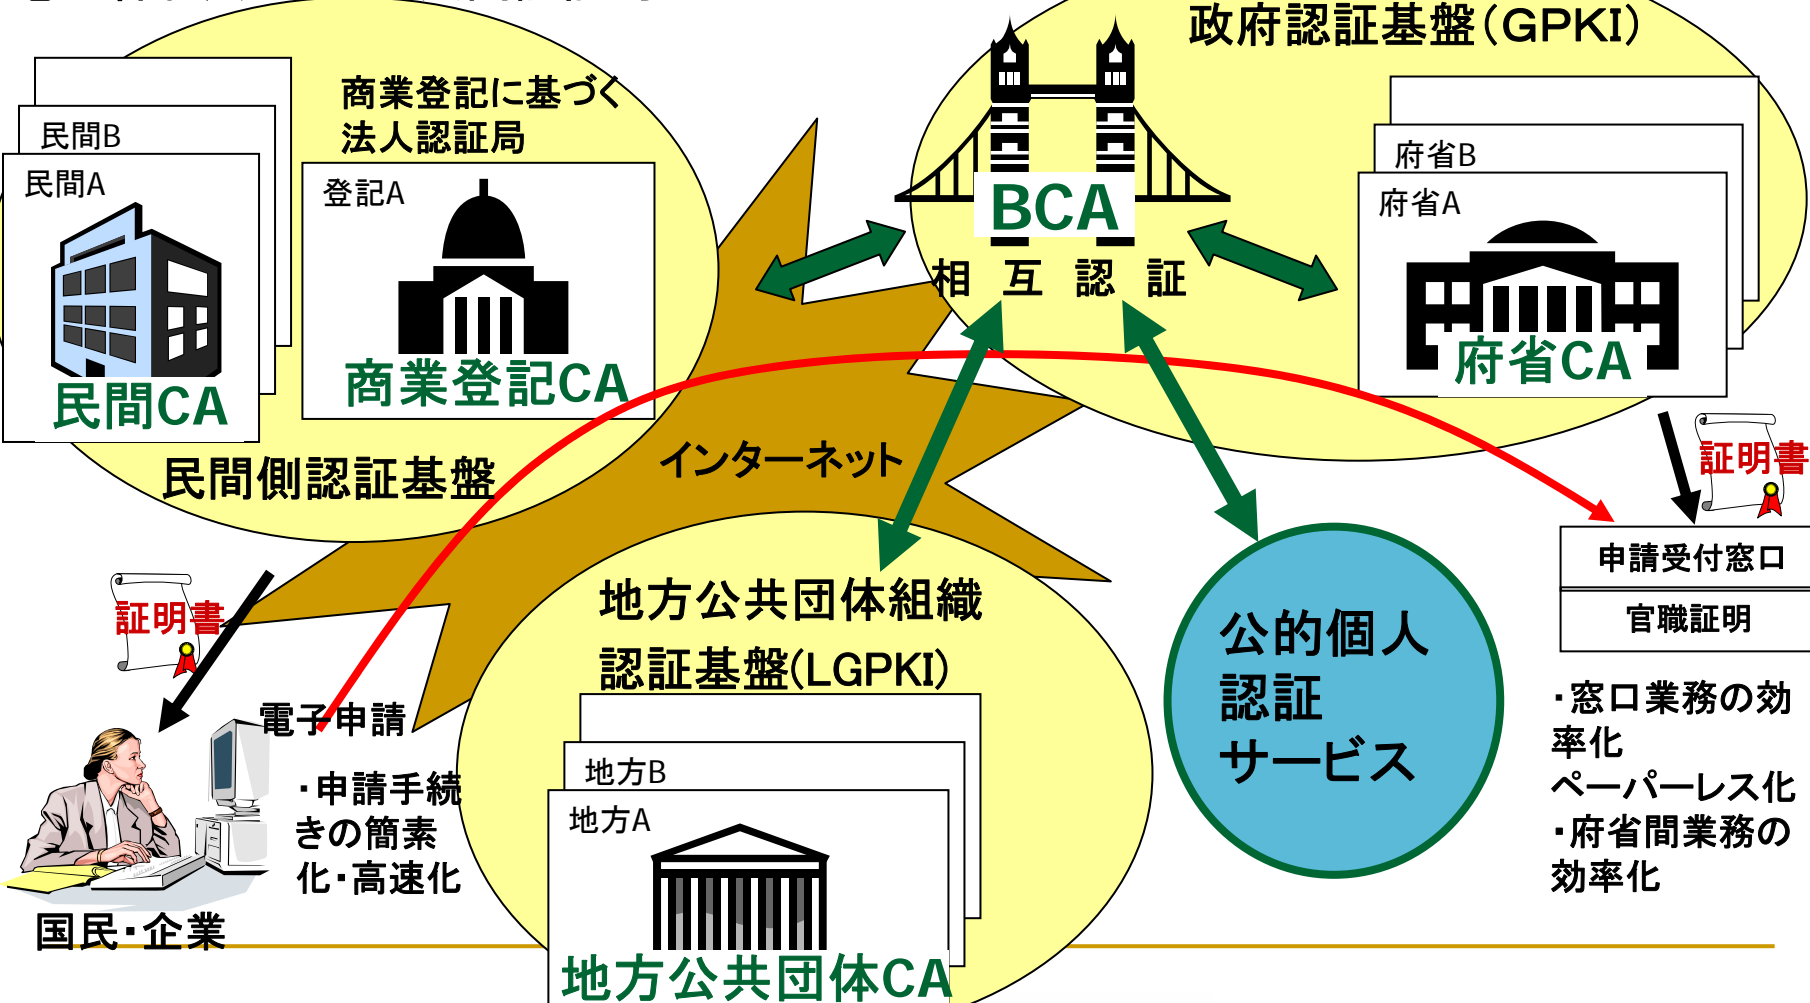 政府認証基盤（GPKI）
商業登記に基づく
法人認証局
民間B
民間A
登記A
府省B
府省A
BCA
相互認証
民間CA
商業登記CA
府省CA
民間側認証基盤
インターネット
証明書
証明書
申請受付窓口
官職証明
地方公共団体組織
認証基盤(LGPKI)
公的個人
認証
サービス
電子申請
・申請手続
きの簡素
化・高速化
・窓口業務の効
率化
ペーパーレス化
・府省間業務の
効率化
地方B
地方A
国民・企業
地方公共団体CA